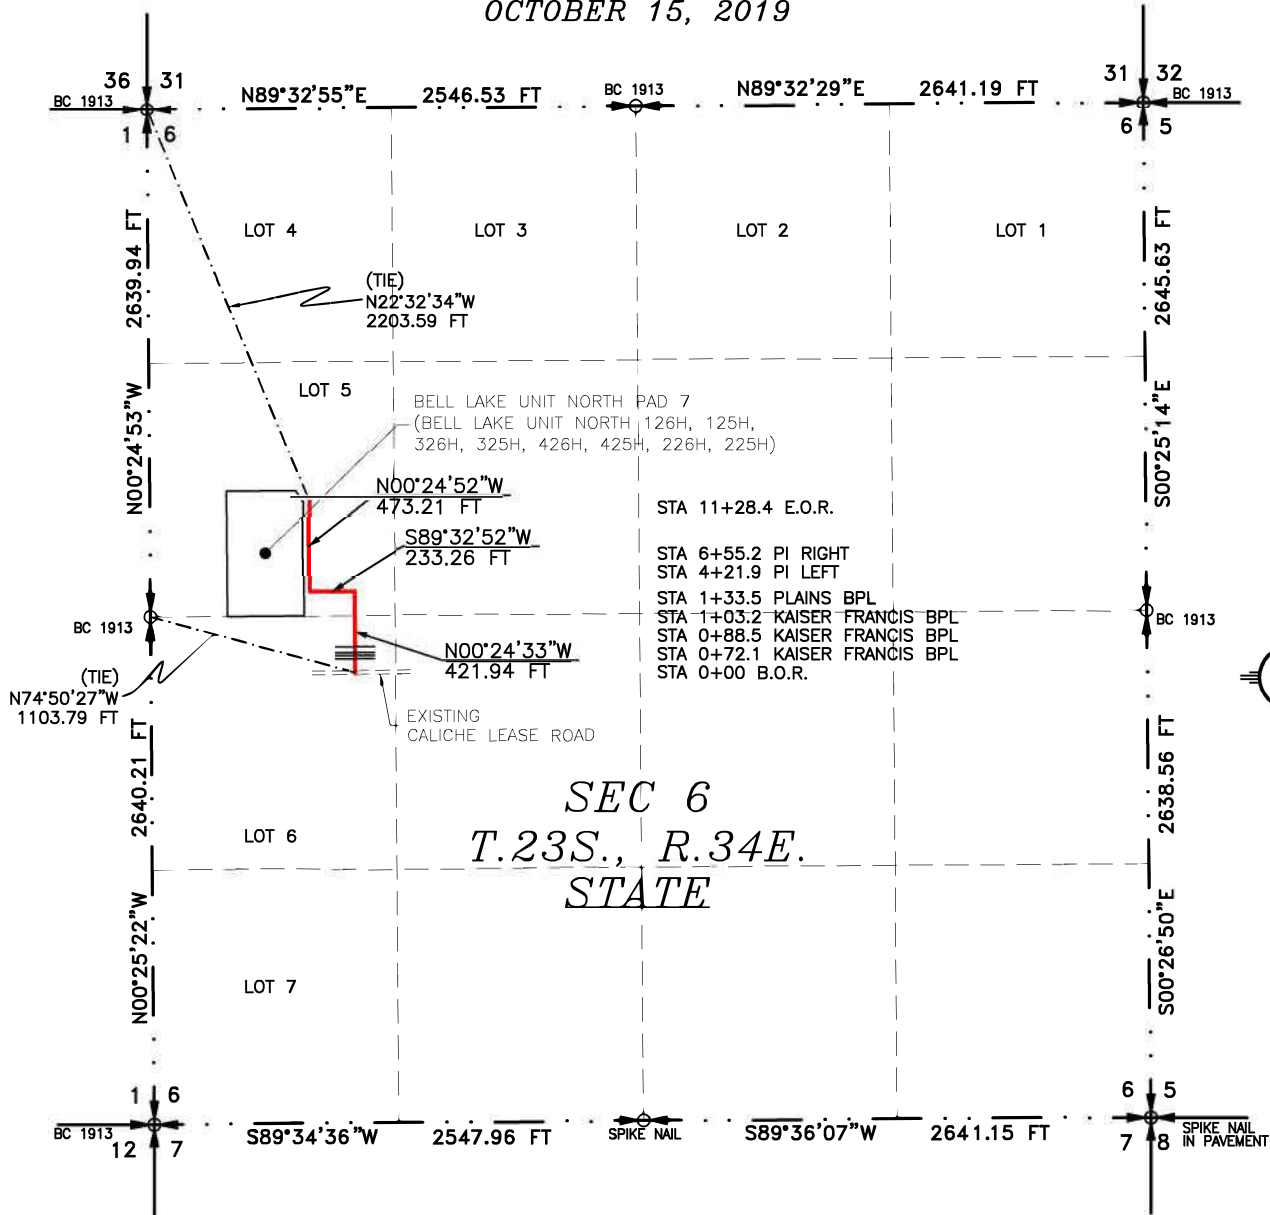 OCTOBER 15, 2019
36 31
BC 1913
1 6
N89°32'55"E 2546.53 FT
BC 1913
N89°32'29"E 2641.19 FT
31 32
BC 1913
6 5
LOT 4
LOT 3
LOT 2
LOT 1
2639.94 FT
N00°24'53"W
2645.63 FT
S00°25'14"E
(TIE)
N22°32'34"W
2203.59 FT
LOT 5
BELL LAKE UNIT NORTH PAD 7
(BELL LAKE UNIT NORTH 126H, 125H,
326H, 325H, 426H, 425H, 226H, 225H)
N00°24'52"W
473.21 FT
S89°32'52"W
233.26 FT
STA 11+28.4 E.O.R.
STA 6+55.2 PI RIGHT
STA 4+21.9 PI LEFT
STA 1+33.5 PLAINS BPL
STA 1+03.2 KAISER FRANCIS BPL
STA 0+88.5 KAISER FRANCIS BPL
STA 0+72.1 KAISER FRANCIS BPL
STA 0+00 B.O.R.
BC 1913
BC 1913
N00°24'33"W
421.94 FT
(TIE)
N74°50'27"W
1103.79 FT
EXISTING
CALICHE LEASE ROAD
2640.21 FT
N00°25'22"W
2638.56 FT
S00°26'50"E
SEC 6
T.23S., R.34E.
STATE
LOT 6
LOT 7
1 6
BC 1913
12 7
S89°34'36"W 2547.96 FT
SPIKE NAIL
S89°36'07"W 2641.15 FT
6 5
7 8
SPIKE NAIL
IN PAVEMENT